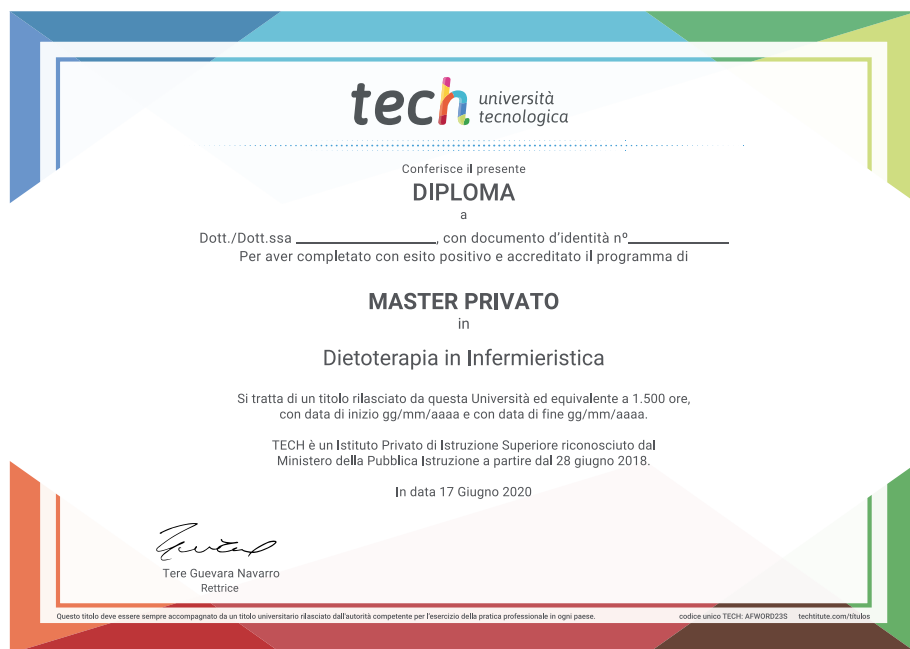 tech università
tecnologica
Conferisce il presente
DIPLOMA
a
Dott./Dott.ssa ________________, con documento d'identità nº____________
Per aver completato con esito positivo e accreditato il programma di
MASTER PRIVATO
in
Dietoterapia in Infermieristica
Si tratta di un titolo rilasciato da questa Università ed equivalente a 1.500 ore,
con data di inizio gg/mm/aaaa e con data di fine gg/mm/aaaa.
TECH è un Istituto Privato di Istruzione Superiore riconosciuto dal
Ministero della Pubblica Istruzione a partire dal 28 giugno 2018.
In data 17 Giugno 2020
Tere Guevara Navarro
Rettrice
Questo titolo deve essere sempre accompagnato da un titolo universitario rilasciato dall'autorità competente per l'esercizio della pratica professionale in ogni paese.
codice unico TECH: AFWORD23S techtitute.com/titulos